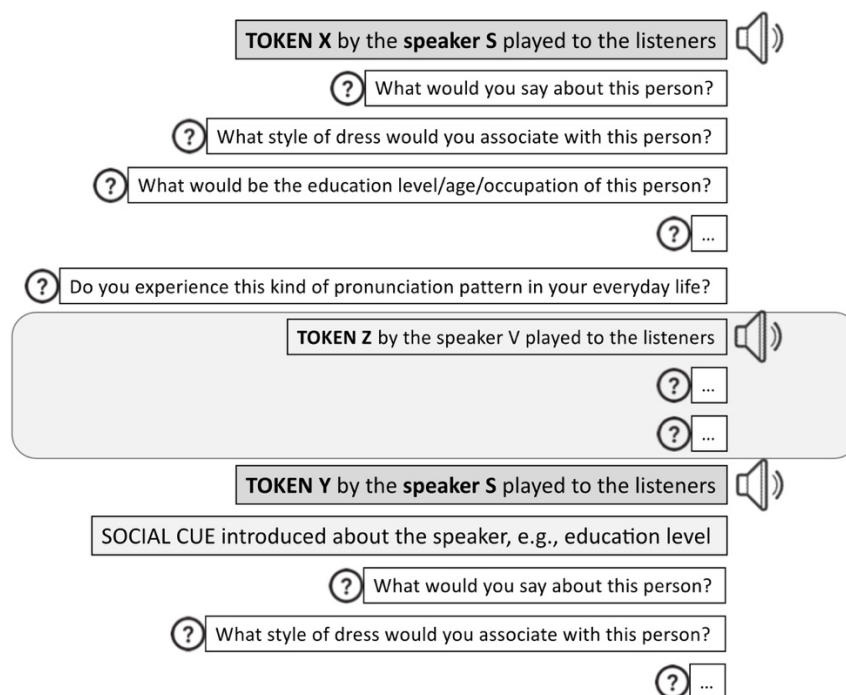 TOKEN X by the speaker S played to the listeners
? What would you say about this person?
? What style of dress would you associate with this person?
? What would be the education level/age/occupation of this person?
? ...
? Do you experience this kind of pronunciation pattern in your everyday life?
TOKEN Z by the speaker V played to the listeners
? ...
? ...
TOKEN Y by the speaker S played to the listeners
SOCIAL CUE introduced about the speaker, e.g., education level
? What would you say about this person?
? What style of dress would you associate with this person?
? ...